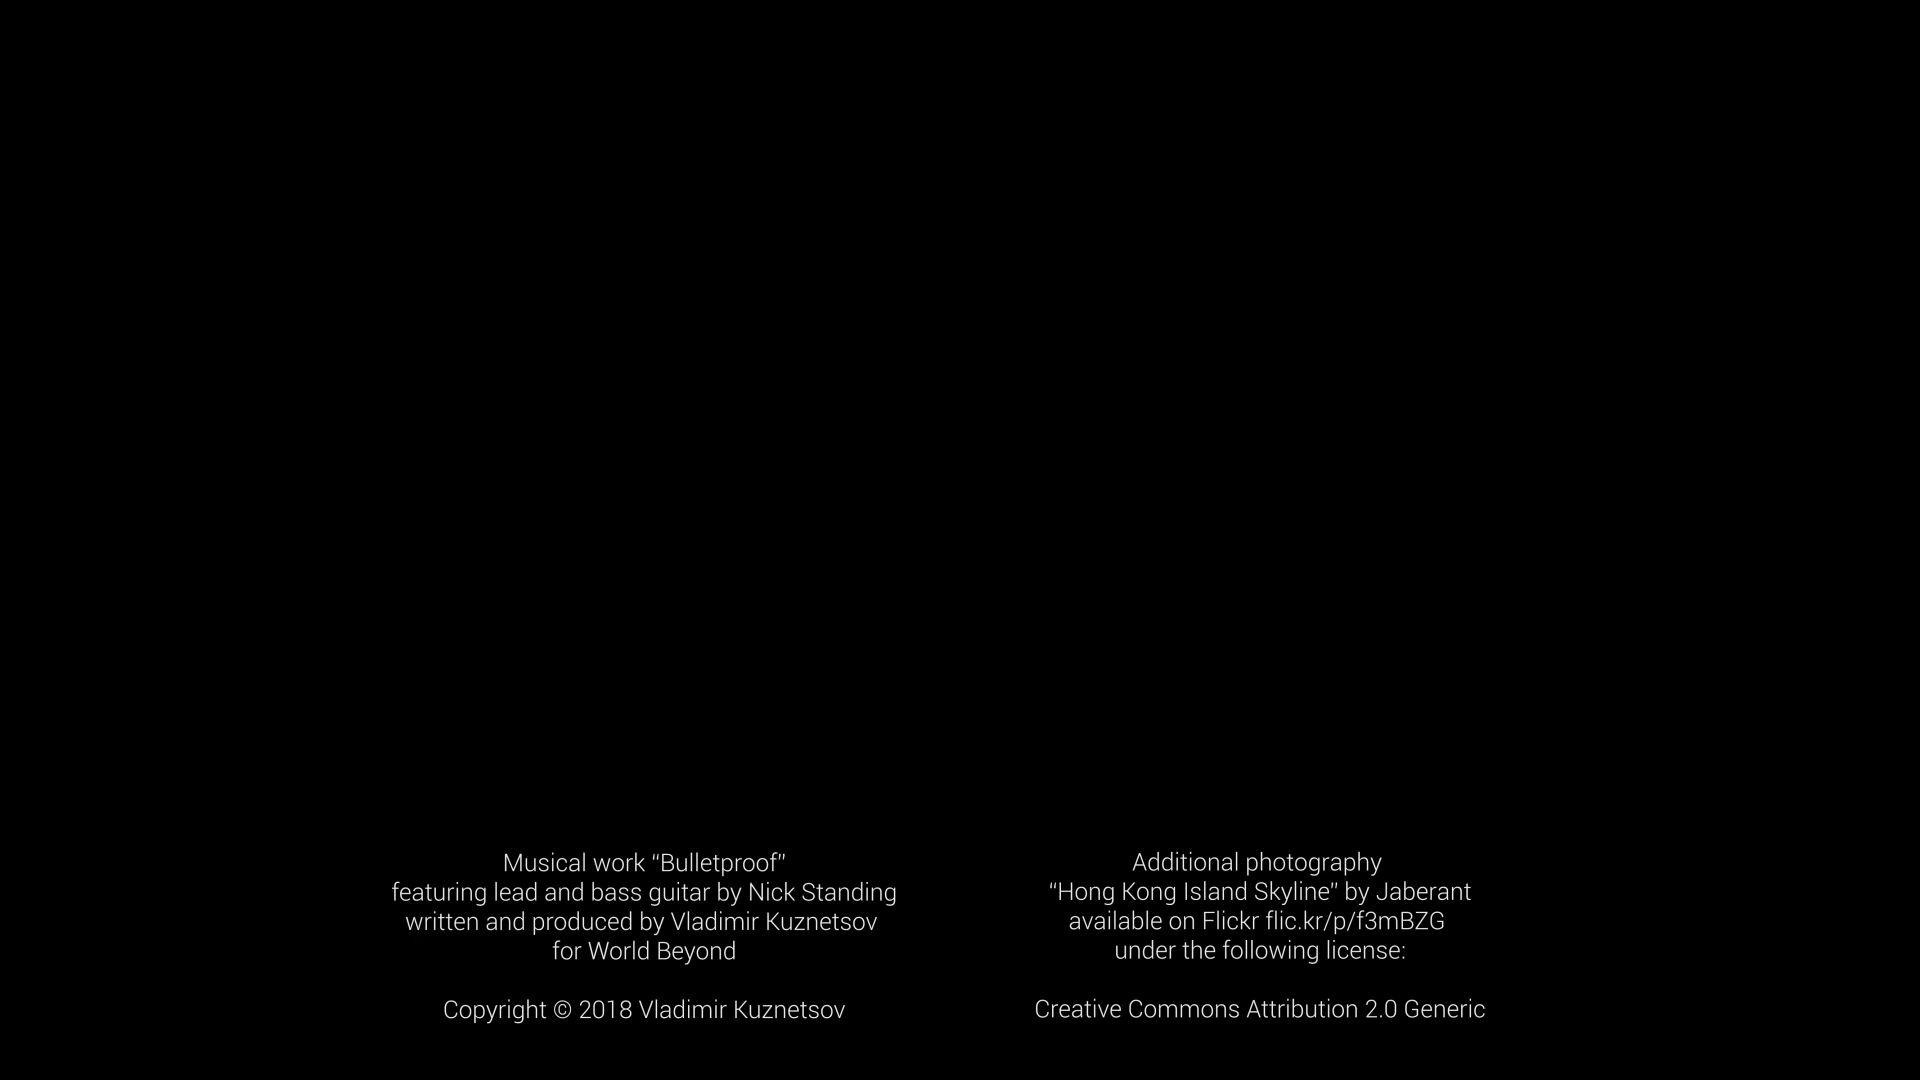 Musical work “Bulletproof”
featuring lead and bass guitar by Nick Standing
written and produced by Vladimir Kuznetsov
for World Beyond
Copyright © 2018 Vladimir Kuznetsov
Additional photography
“Hong Kong Island Skyline” by Jaberant
available on Flickr flic.kr/p/f3mBZG
under the following license:
Creative Commons Attribution 2.0 Generic